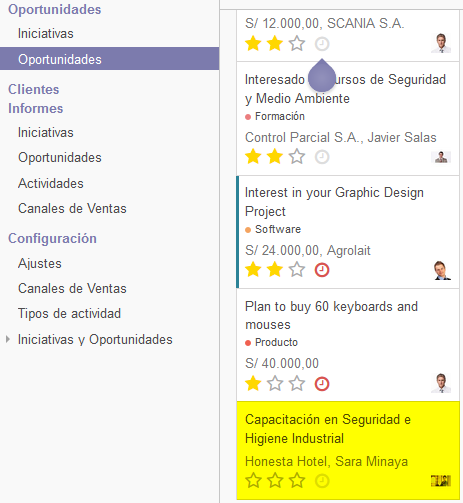 Oportunidades
Iniciativas
Oportunidades
Clientes
Informes
Iniciativas
Oportunidades
Actividades
Canales de Ventas
Configuración
Ajustes
Canales de Ventas
Tipos de actividad
Iniciativas y Oportunidades
S/ 12.000,00, SCANIA S.A.
Interesado ursos de Seguridad
y Medio Ambiente
Formación
Control Parcial S.A., Javier Salas
Interest in your Graphic Design
Project
Software
S/ 24.000,00, Agrolait
Plan to buy 60 keyboards and
mouses
Producto
S/ 40.000,00
Capacitación en Seguridad e
Higiene Industrial
Honesta Hotel, Sara Minaya